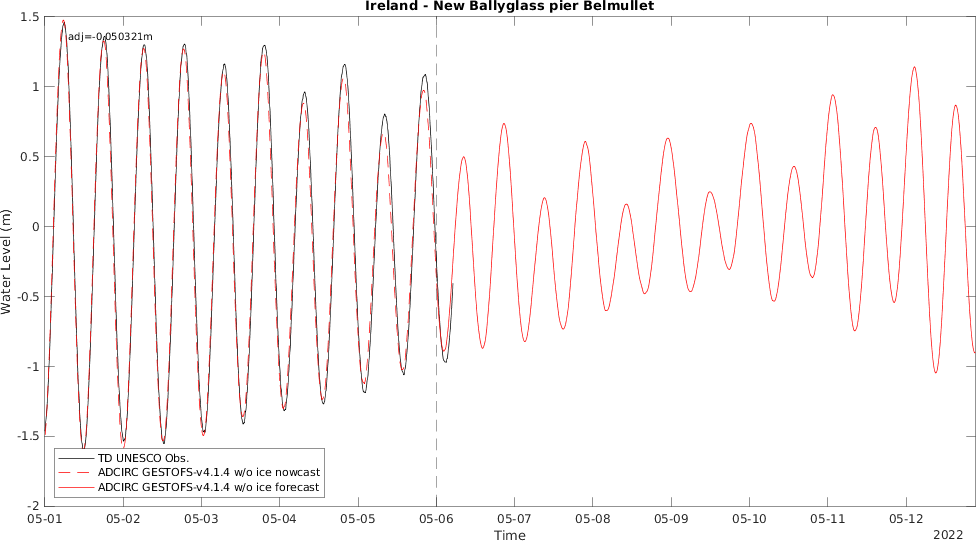 Ireland - New Ballyglass pier Belmullet
adj=-0.050321m
Water Level (m)
1.5
1
0.5
0
-0.5
-1
-1.5
-2
TD UNESCO Obs.
ADCIRC GESTOFS-v4.1.4 w/o ice nowcast
ADCIRC GESTOFS-v4.1.4 w/o ice forecast
05-01 05-02 05-03 05-04 05-05 05-06 05-07 05-08 05-09 05-10 05-11 05-12
Time
2022